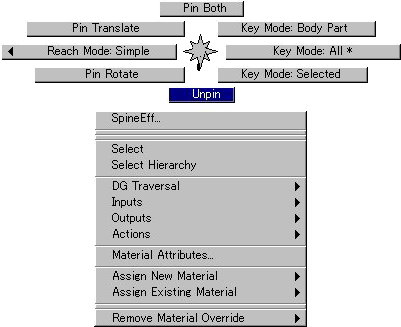 Pin Both
Pin Translate
Key Mode: Body Part
Reach Mode: Simple
Key Mode: All *
Pin Rotate
Key Mode: Selected
Unpin
SpineEff...
Select
Select Hierarchy
DG Traversal
Inputs
Outputs
Actions
Material Attributes...
Assign New Material
Assign Existing Material
Remove Material Override